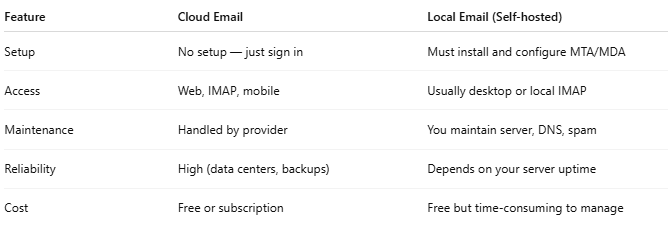 Feature Cloud Email Local Email (Self-hosted)
Setup No setup — just sign in Must install and configure MTA/MDA
Access Web, IMAP, mobile Usually desktop or local IMAP
Maintenance Handled by provider You maintain server, DNS, spam
Reliability High (data centers, backups) Depends on your server uptime
Cost Free or subscription Free but time-consuming to manage